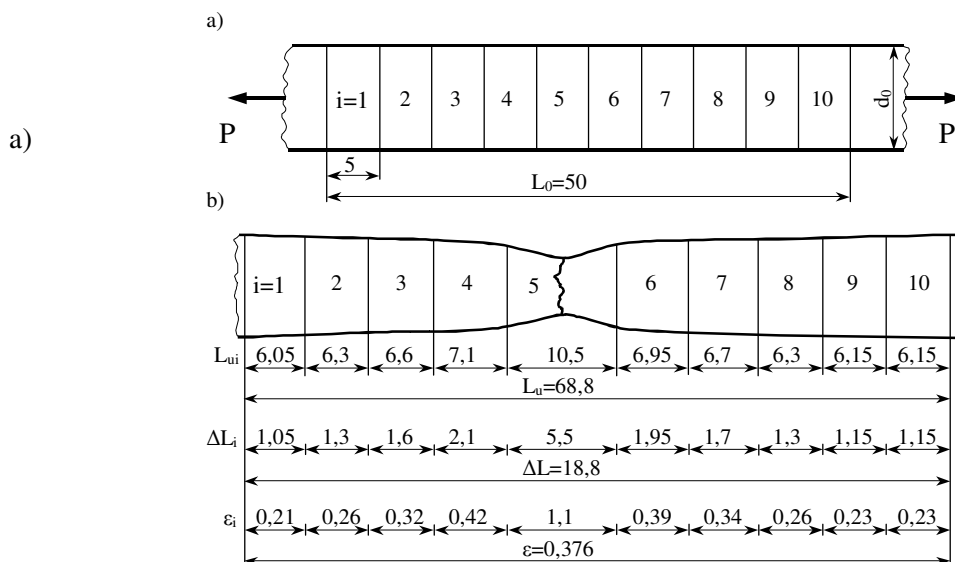 a)
a)
i=1 2 3 4 5 6 7 8 9 10 d₀
P P
5
L₀=50
b)
i=1 2 3 4 5 6 7 8 9 10
Lᵤᵢ 6,05 6,3 6,6 7,1 10,5 6,95 6,7 6,3 6,15 6,15
Lᵤ=68,8
ΔLᵢ 1,05 1,3 1,6 2,1 5,5 1,95 1,7 1,3 1,15 1,15
ΔL=18,8
εᵢ 0,21 0,26 0,32 0,42 1,1 0,39 0,34 0,26 0,23 0,23
ε=0,376